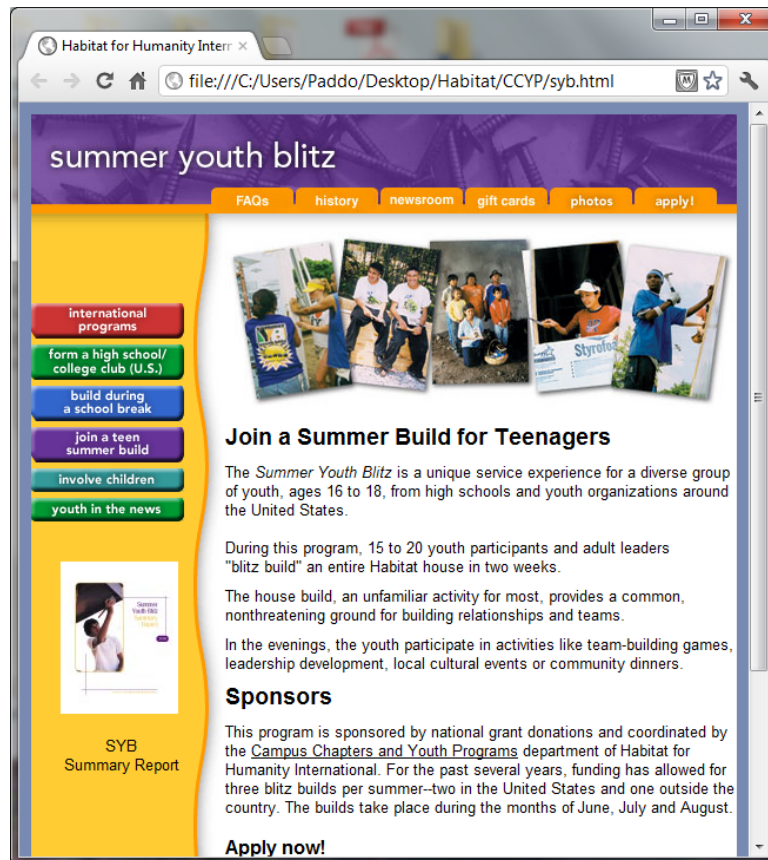 Habitat for Humanity Intern
file:///C:/Users/Paddo/Desktop/Habitat/CCYP/syb.html
summer youth blitz
FAQs history newsroom gift cards photos apply!
international
programs
form a high school/
college club (U.S.)
build during
a school break
join a teen
summer build
involve children
youth in the news
Summer
Youth Blitz
Summary
Report
SYB
Summary Report
Styrofoa
Join a Summer Build for Teenagers
The Summer Youth Blitz is a unique service experience for a diverse group
of youth, ages 16 to 18, from high schools and youth organizations around
the United States.
During this program, 15 to 20 youth participants and adult leaders
"blitz build" an entire Habitat house in two weeks.
The house build, an unfamiliar activity for most, provides a common,
nonthreatening ground for building relationships and teams.
In the evenings, the youth participate in activities like team-building games,
leadership development, local cultural events or community dinners.
Sponsors
This program is sponsored by national grant donations and coordinated by
the Campus Chapters and Youth Programs department of Habitat for
Humanity International. For the past several years, funding has allowed for
three blitz builds per summer--two in the United States and one outside the
country. The builds take place during the months of June, July and August.
Apply now!